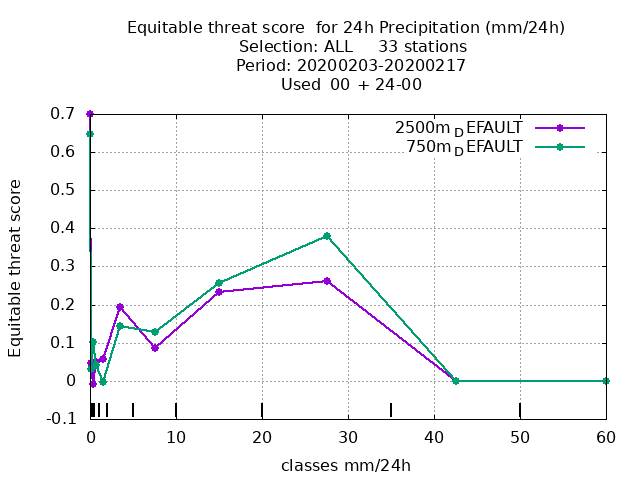 Equitable threat score  for 24h Precipitation (mm/24h)
Selection: ALL     33 stations
Period: 20200203-20200217
Used  00 + 24-00
2500m_DEFAULT
750m_DEFAULT
Equitable threat score
0.7
0.6
0.5
0.4
0.3
0.2
0.1
0
-0.1
0 10 20 30 40 50 60
classes mm/24h